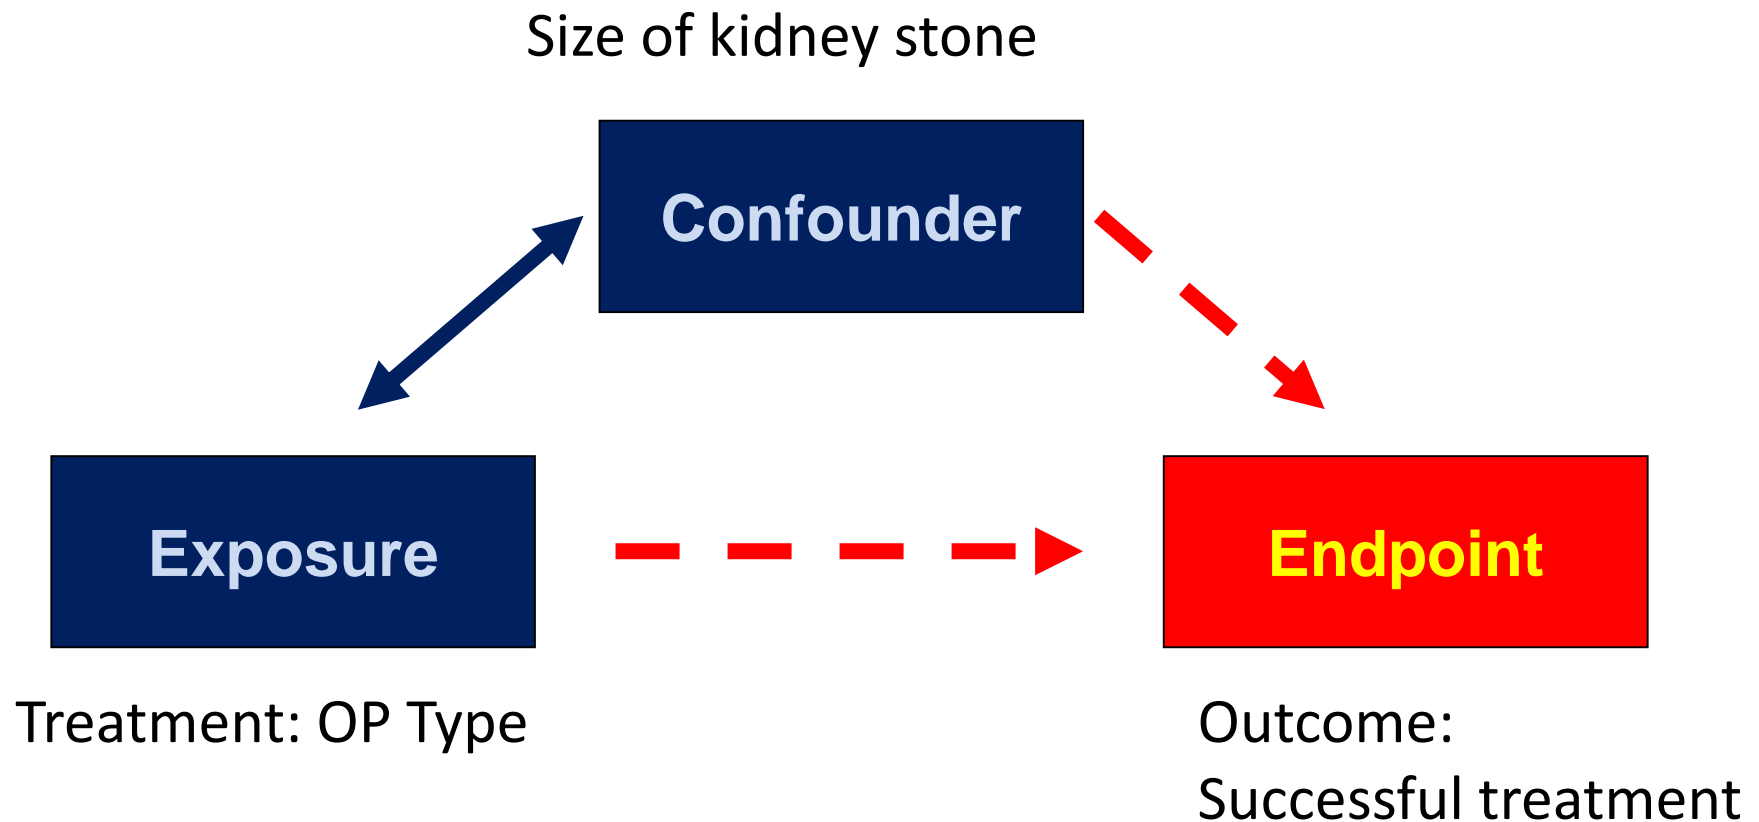 Size of kidney stone
Confounder
Exposure
Endpoint
Treatment: OP Type
Outcome:
Successful treatment